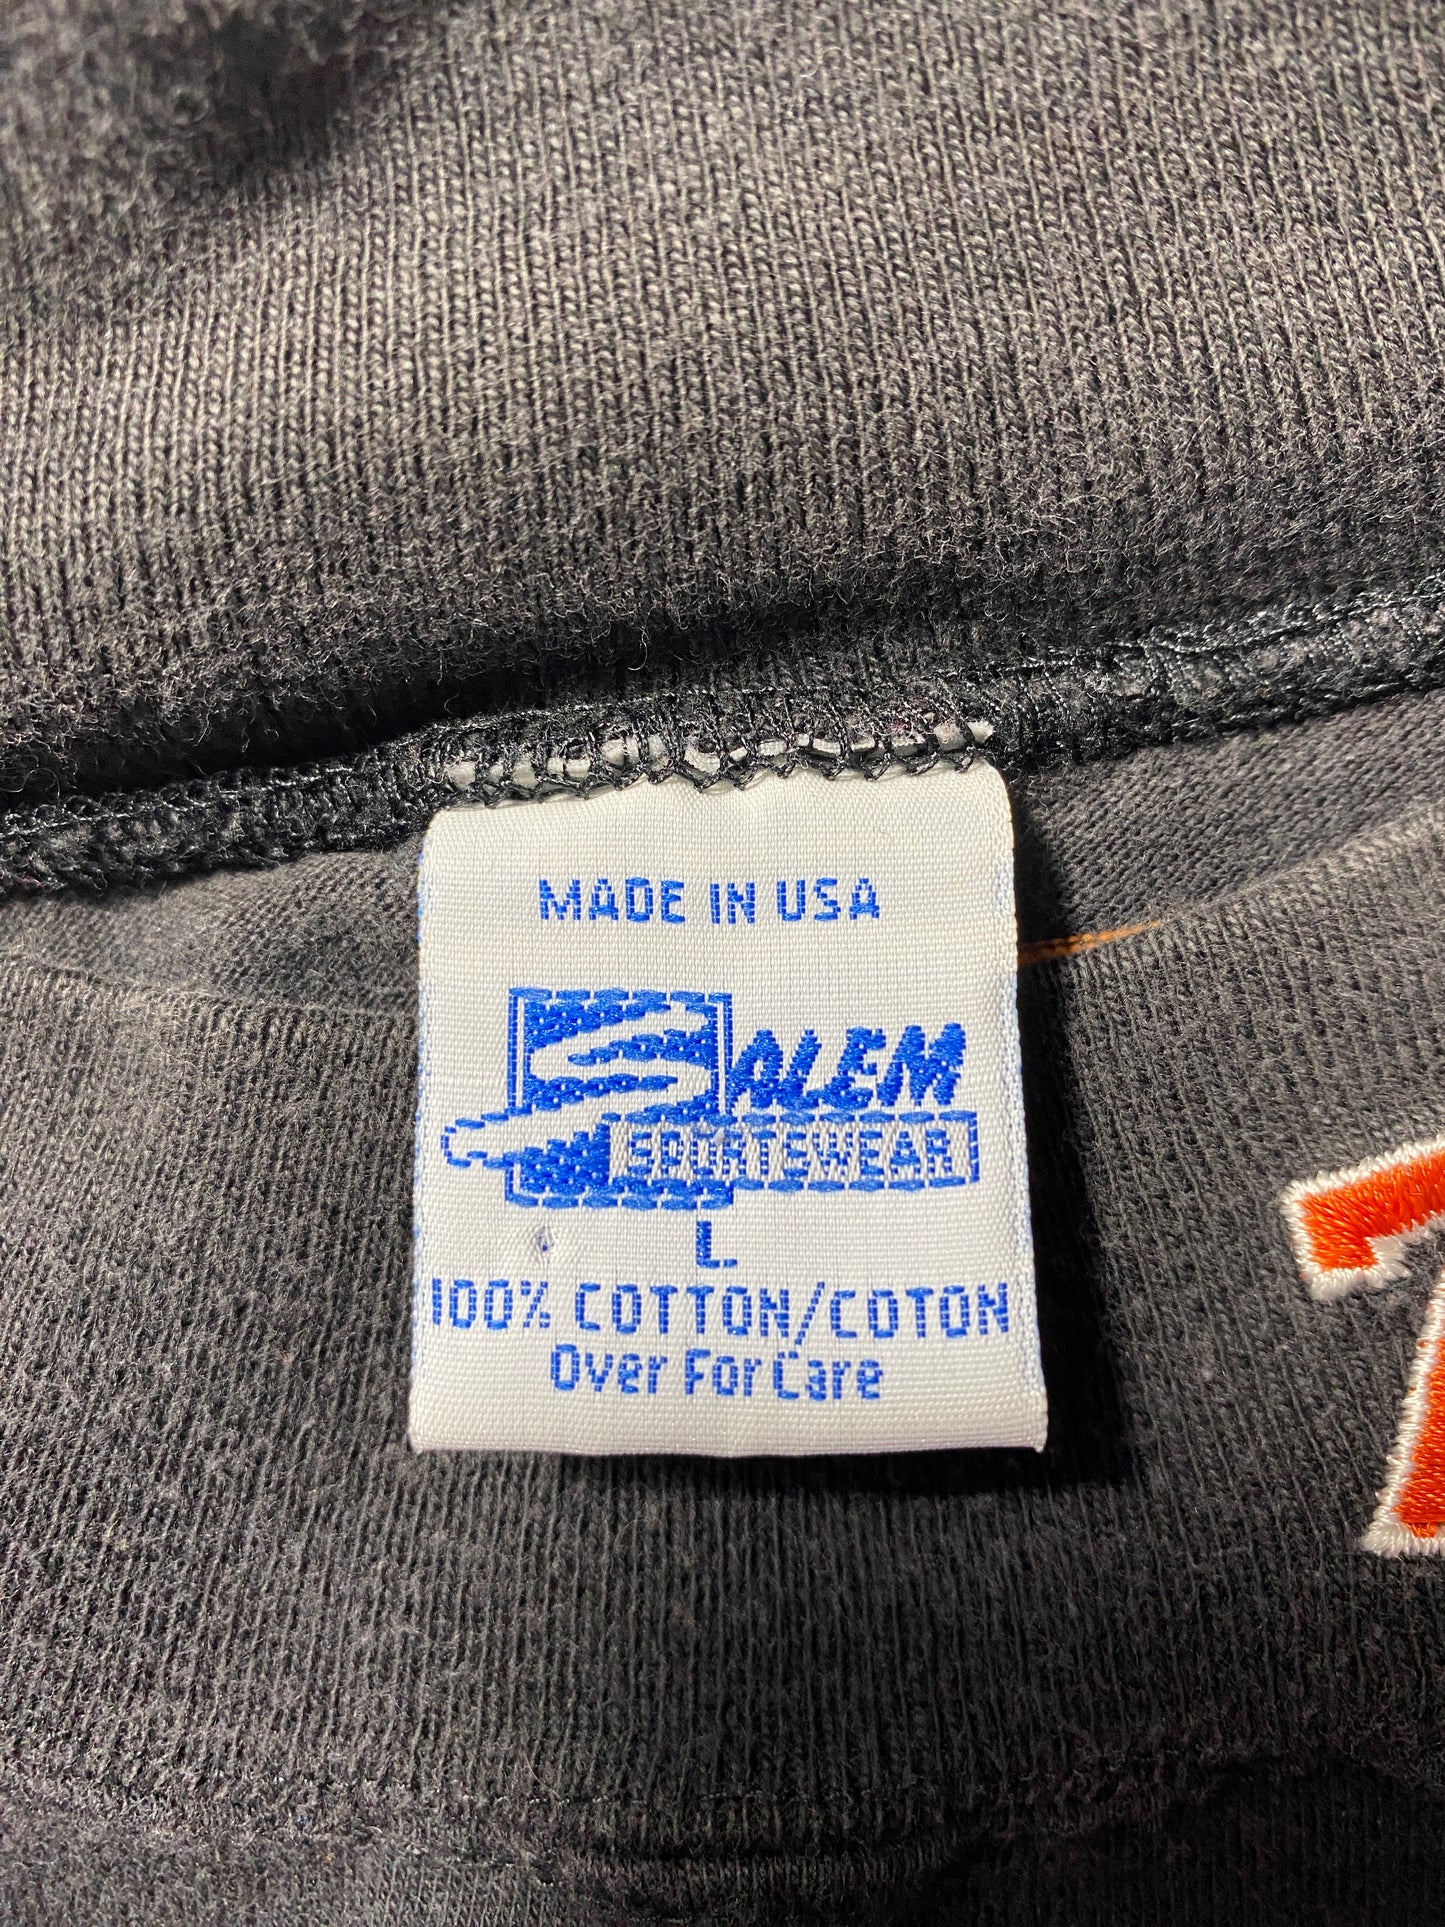 MADE IN USA
SALEM
SPORTSWEAR
L
100% COTTON/COTON
Over For Care